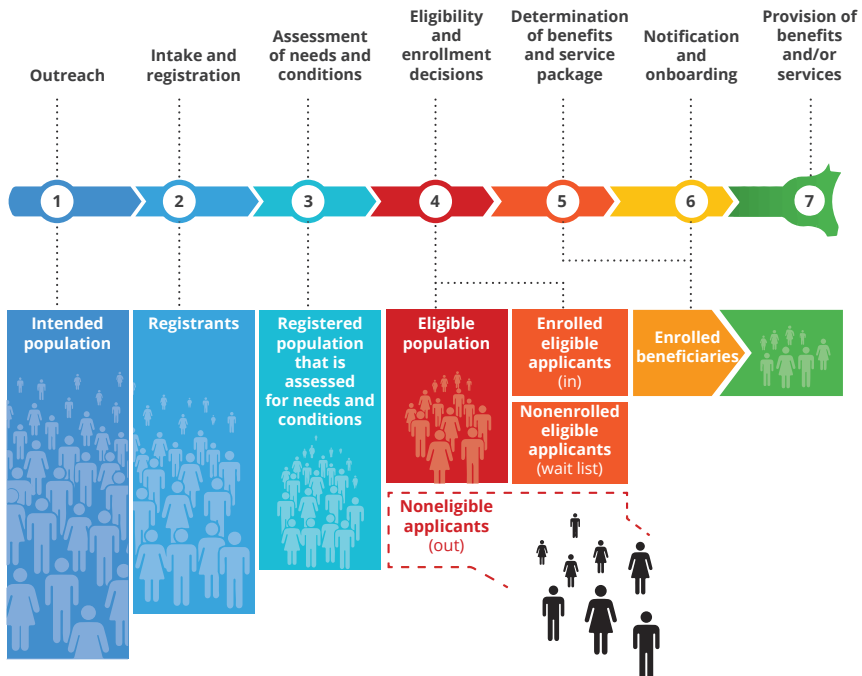 Outreach
Intake and
registration
Assessment
of needs and
conditions
Eligibility
and
enrollment
decisions
Determination
of benefits
and service
package
Notification
and
onboarding
Provision of
benefits
and/or
services
1
2
3
4
5
6
7
Intended
population
Registrants
Registered
population
that is
assessed
for needs and
conditions
Eligible
population
Enrolled
eligible
applicants
(in)
Nonenrolled
eligible
applicants
(wait list)
Enrolled
beneficiaries
Noneligible
applicants
(out)